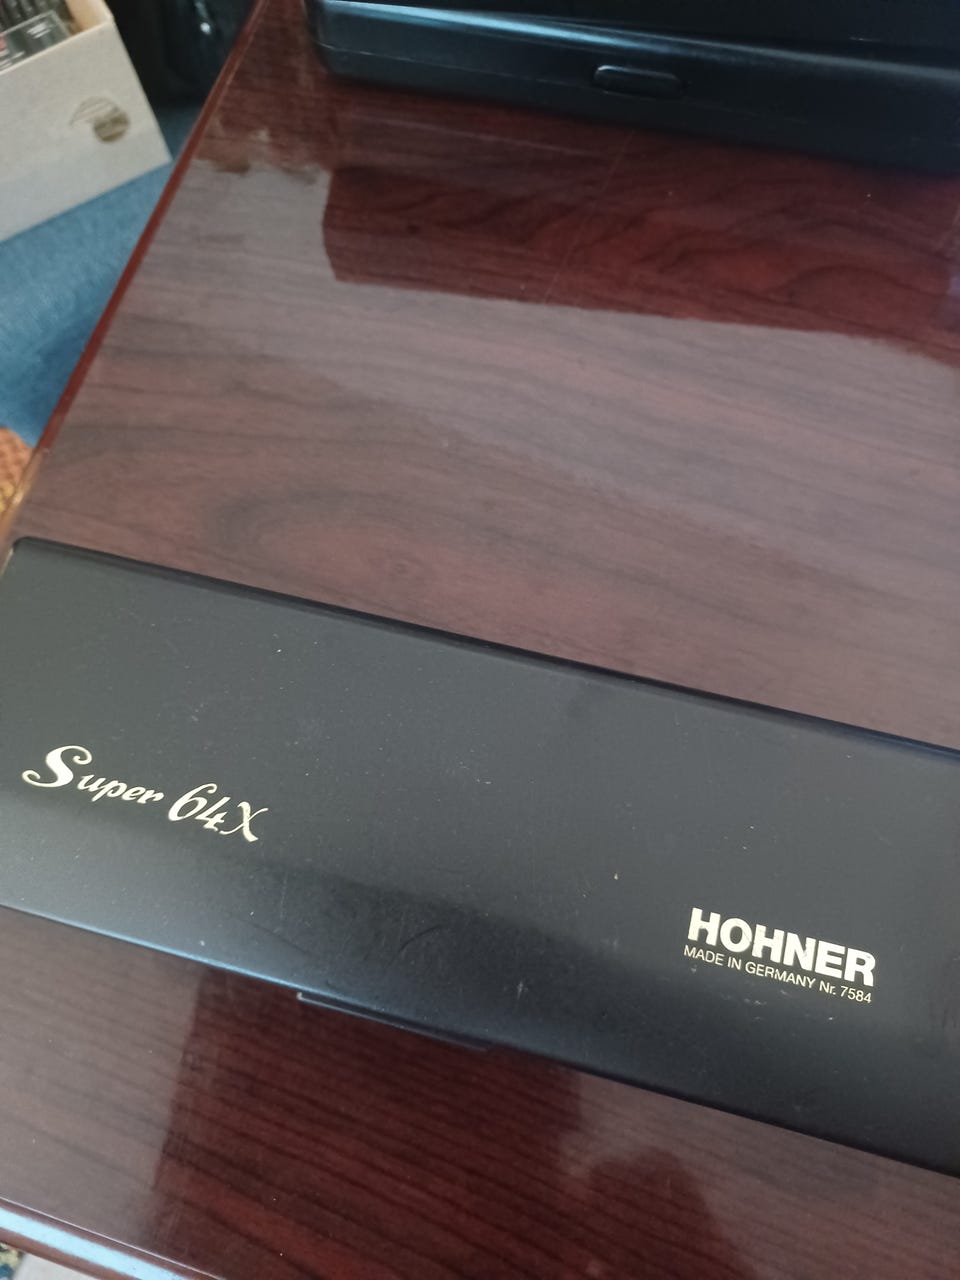 Super 64X
HOHNER
MADE IN GERMANY Nr. 7584